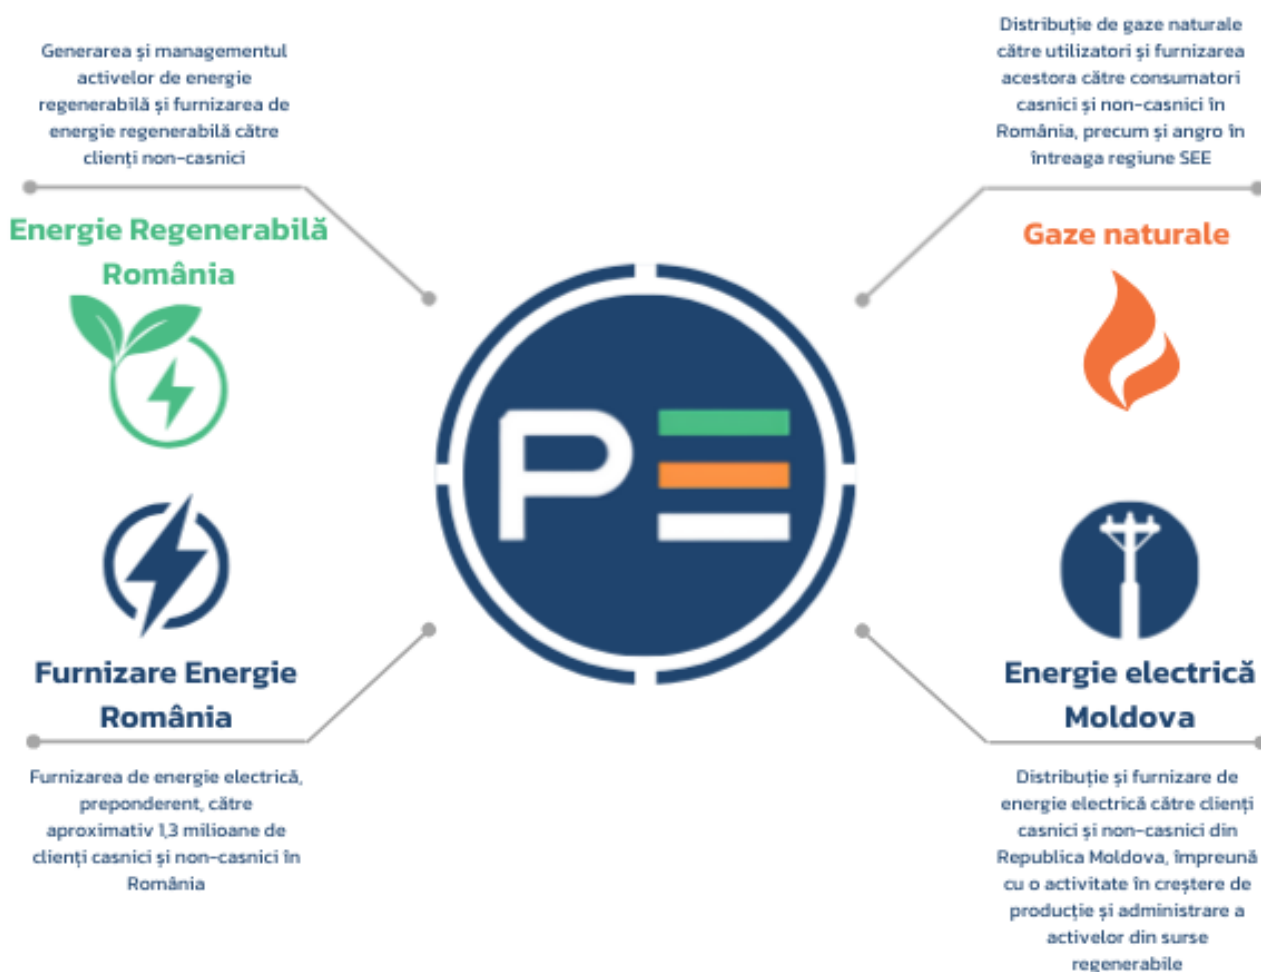 Generarea și managementul
activelor de energie
regenerabilă și furnizarea de
energie regenerabilă către
clienți non-casnici
Energie Regenerabilă
România
Distribuție de gaze naturale
către utilizatori și furnizarea
acestora către consumatori
casnici și non-casnici în
România, precum și angro în
întreaga regiune SEE
Gaze naturale
PE
Furnizare Energie
România
Furnizarea de energie electrică,
preponderent, către
aproximativ 1,3 milioane de
clienți casnici și non-casnici în
România
Energie electrică
Moldova
Distribuție și furnizare de
energie electrică către clienți
casnici și non-casnici din
Republica Moldova, împreună
cu o activitate în creștere de
producție și administrare a
activelor din surse
regenerabile